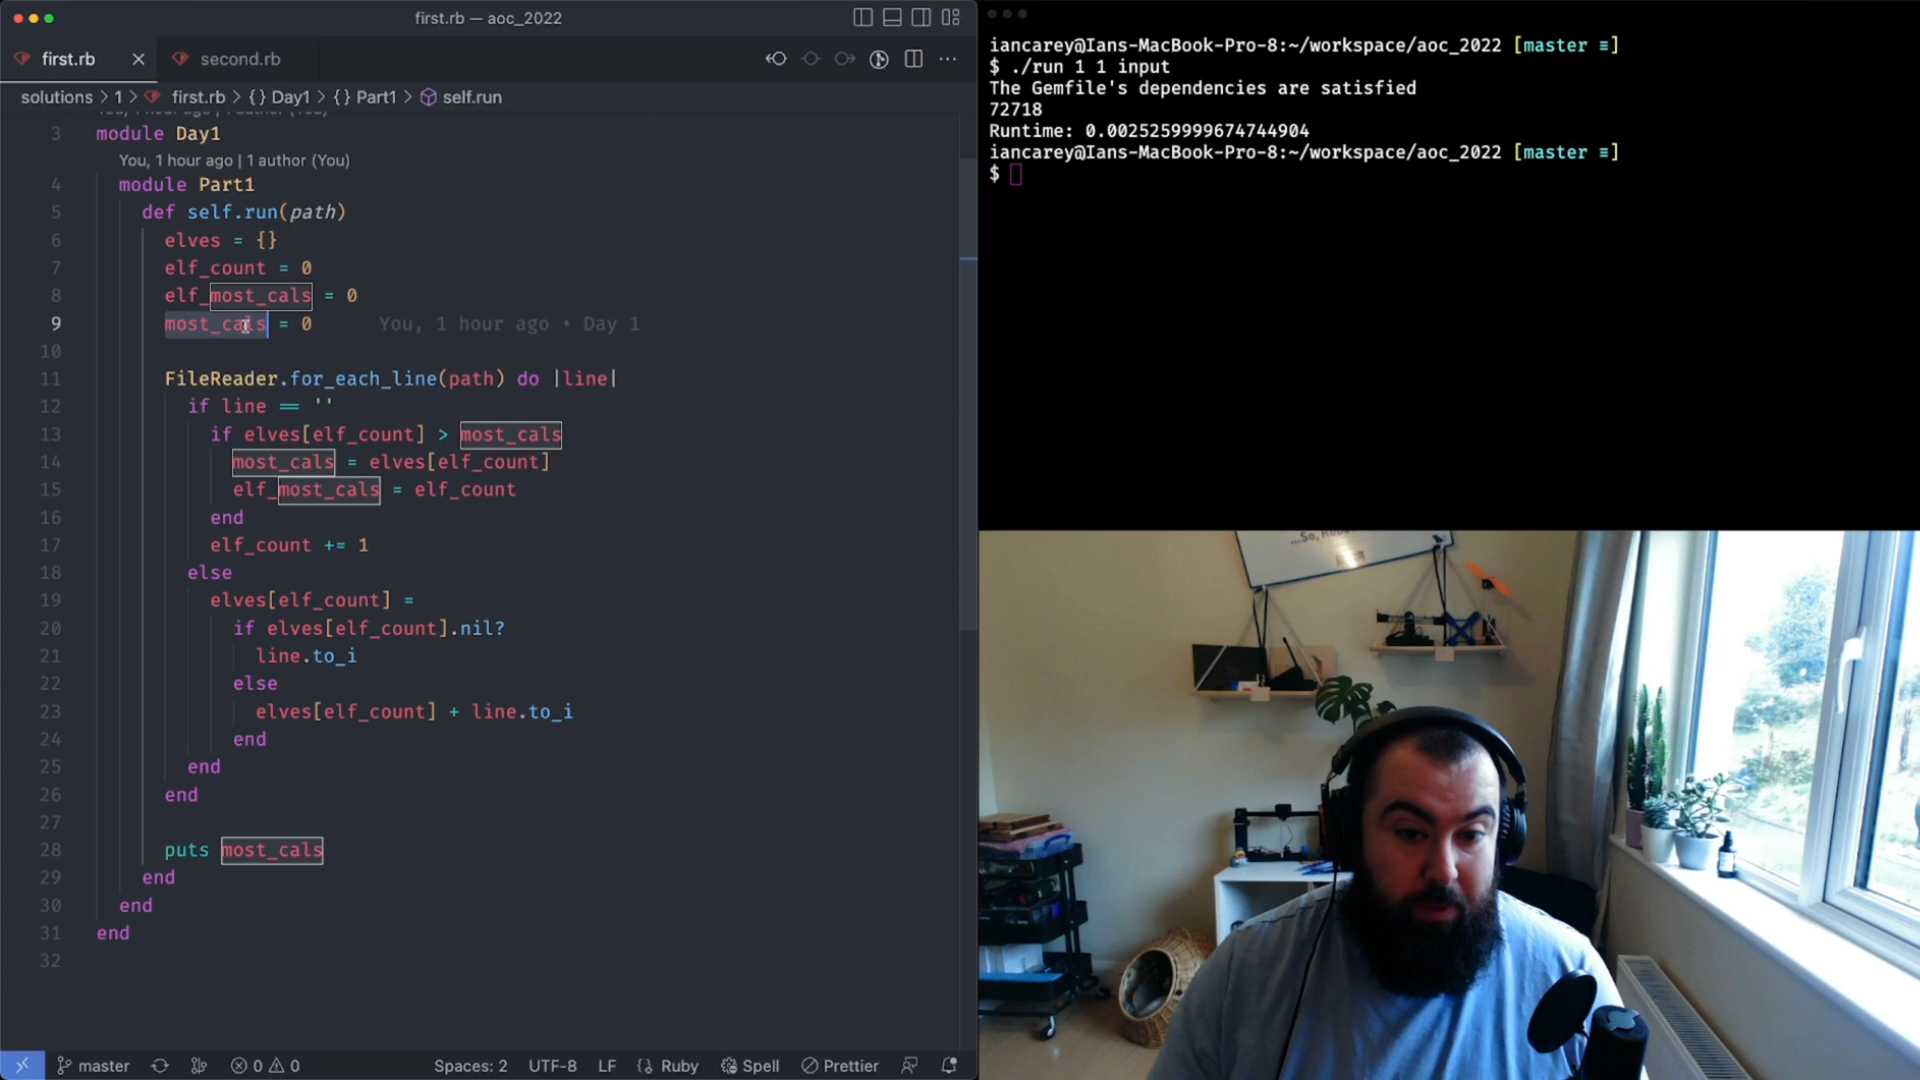 first.rb — aoc_2022
first.rb
second.rb
solutions > 1 > first.rb > {} Day1 > {} Part1 > self.run
You, 1 hour ago | 1 author (You)
3 module Day1
You, 1 hour ago | 1 author (You)
4 module Part1
5 def self.run(path)
6 elves = {}
7 elf_count = 0
8 elf_most_cals = 0
9 most_cals = 0 You, 1 hour ago • Day 1
10
11 FileReader.for_each_line(path) do |line|
12 if line == ''
13 if elves[elf_count] > most_cals
14 most_cals = elves[elf_count]
15 elf_most_cals = elf_count
16 end
17 elf_count += 1
18 else
19 elves[elf_count] =
20 if elves[elf_count].nil?
21 line.to_i
22 else
23 elves[elf_count] + line.to_i
24 end
25 end
26 end
27
28 puts most_cals
29 end
30 end
31 end
32
master 0 0 Spaces: 2 UTF-8 LF Ruby Spell Prettier
iancarey@Ians-MacBook-Pro-8:~/workspace/aoc_2022 [master ≡]
$ ./run 1 1 input
The Gemfile's dependencies are satisfied
72718
Runtime: 0.0025259999674744904
iancarey@Ians-MacBook-Pro-8:~/workspace/aoc_2022 [master ≡]
$
...So,